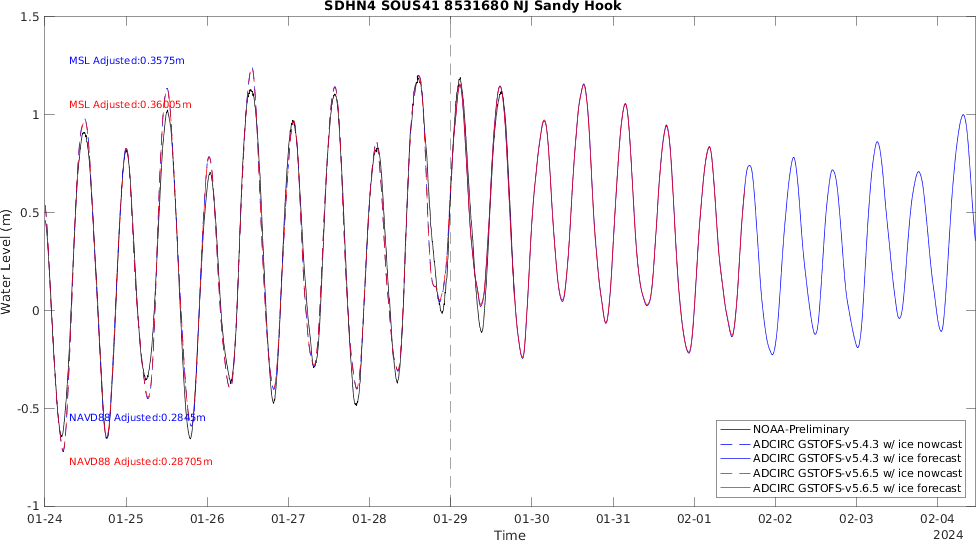 SDHN4 SOUS41 8531680 NJ Sandy Hook
1.5
1
0.5
0
-0.5
-1
Water Level (m)
MSL Adjusted:0.3575m
MSL Adjusted:0.36005m
NAVD88 Adjusted:0.2845m
NAVD88 Adjusted:0.28705m
NOAA-Preliminary
ADCIRC GSTOFS-v5.4.3 w/ ice nowcast
ADCIRC GSTOFS-v5.4.3 w/ ice forecast
ADCIRC GSTOFS-v5.6.5 w/ ice nowcast
ADCIRC GSTOFS-v5.6.5 w/ ice forecast
01-24 01-25 01-26 01-27 01-28 01-29 01-30 01-31 02-01 02-02 02-03 02-04
Time
2024